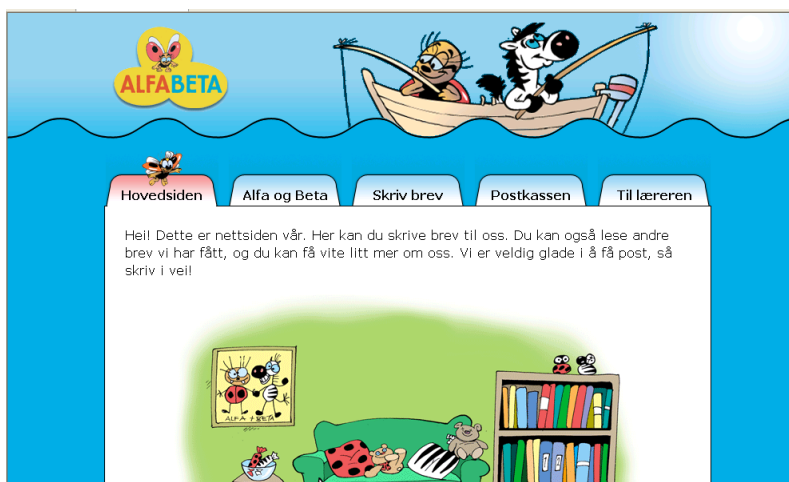 ALFABETA
Hovedsiden
Alfa og Beta
Skriv brev
Postkassen
Til læreren
Hei! Dette er nettsiden vår. Her kan du skrive brev til oss. Du kan også lese andre
brev vi har fått, og du kan få vite litt mer om oss. Vi er veldig glade i å få post, så
skriv i vei!
ALFA + BETA